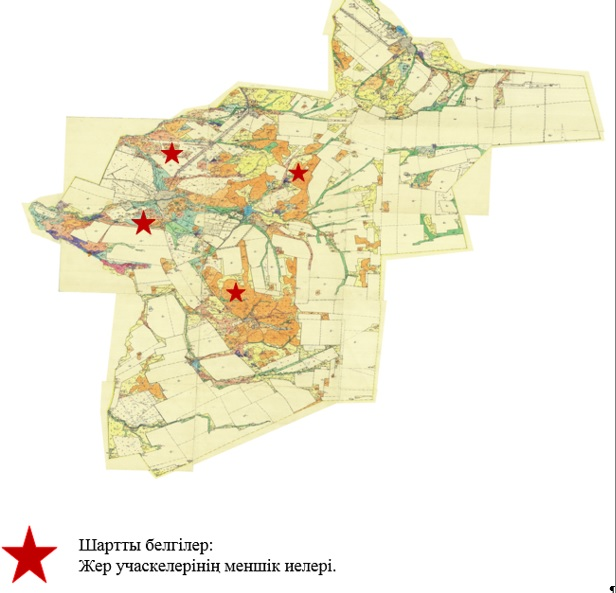 Шартты белгілер:
Жер учаскелерінің меншік иелері.